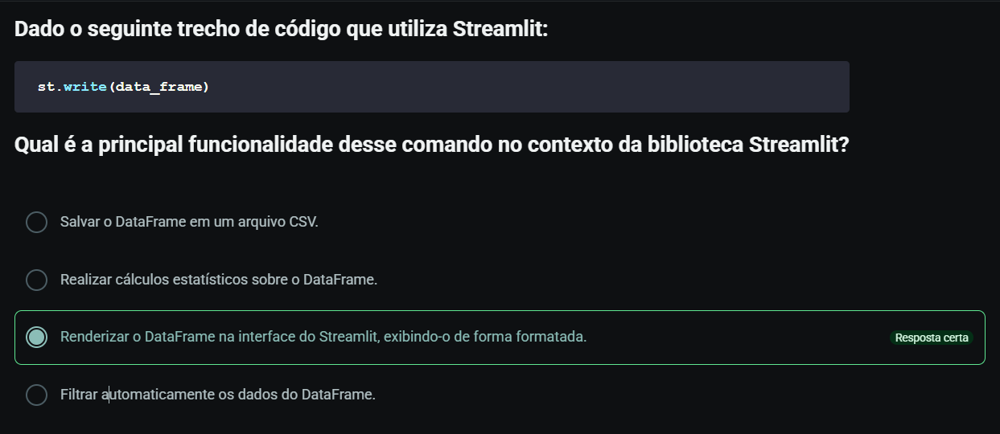 Dado o seguinte trecho de código que utiliza Streamlit:
st.write(data_frame)
Qual é a principal funcionalidade desse comando no contexto da biblioteca Streamlit?
Salvar o DataFrame em um arquivo CSV.
Realizar cálculos estatísticos sobre o DataFrame.
Renderizar o DataFrame na interface do Streamlit, exibindo-o de forma formatada. Resposta certa
Filtrar automaticamente os dados do DataFrame.